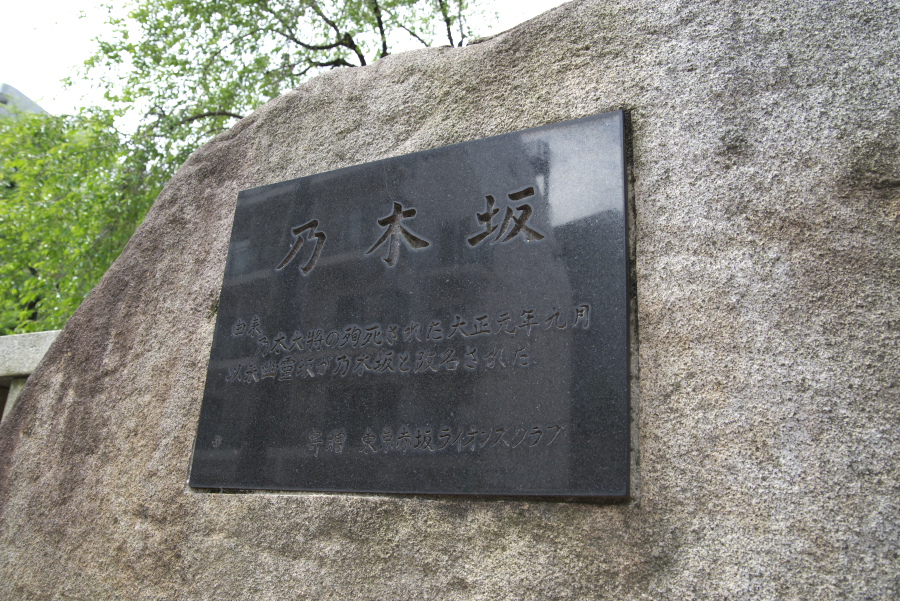 乃木坂
由来
乃木大将の殉死された大正元年九月
以来幽霊坂が乃木坂と改名された
寄贈 東京赤坂ライオンズクラブ